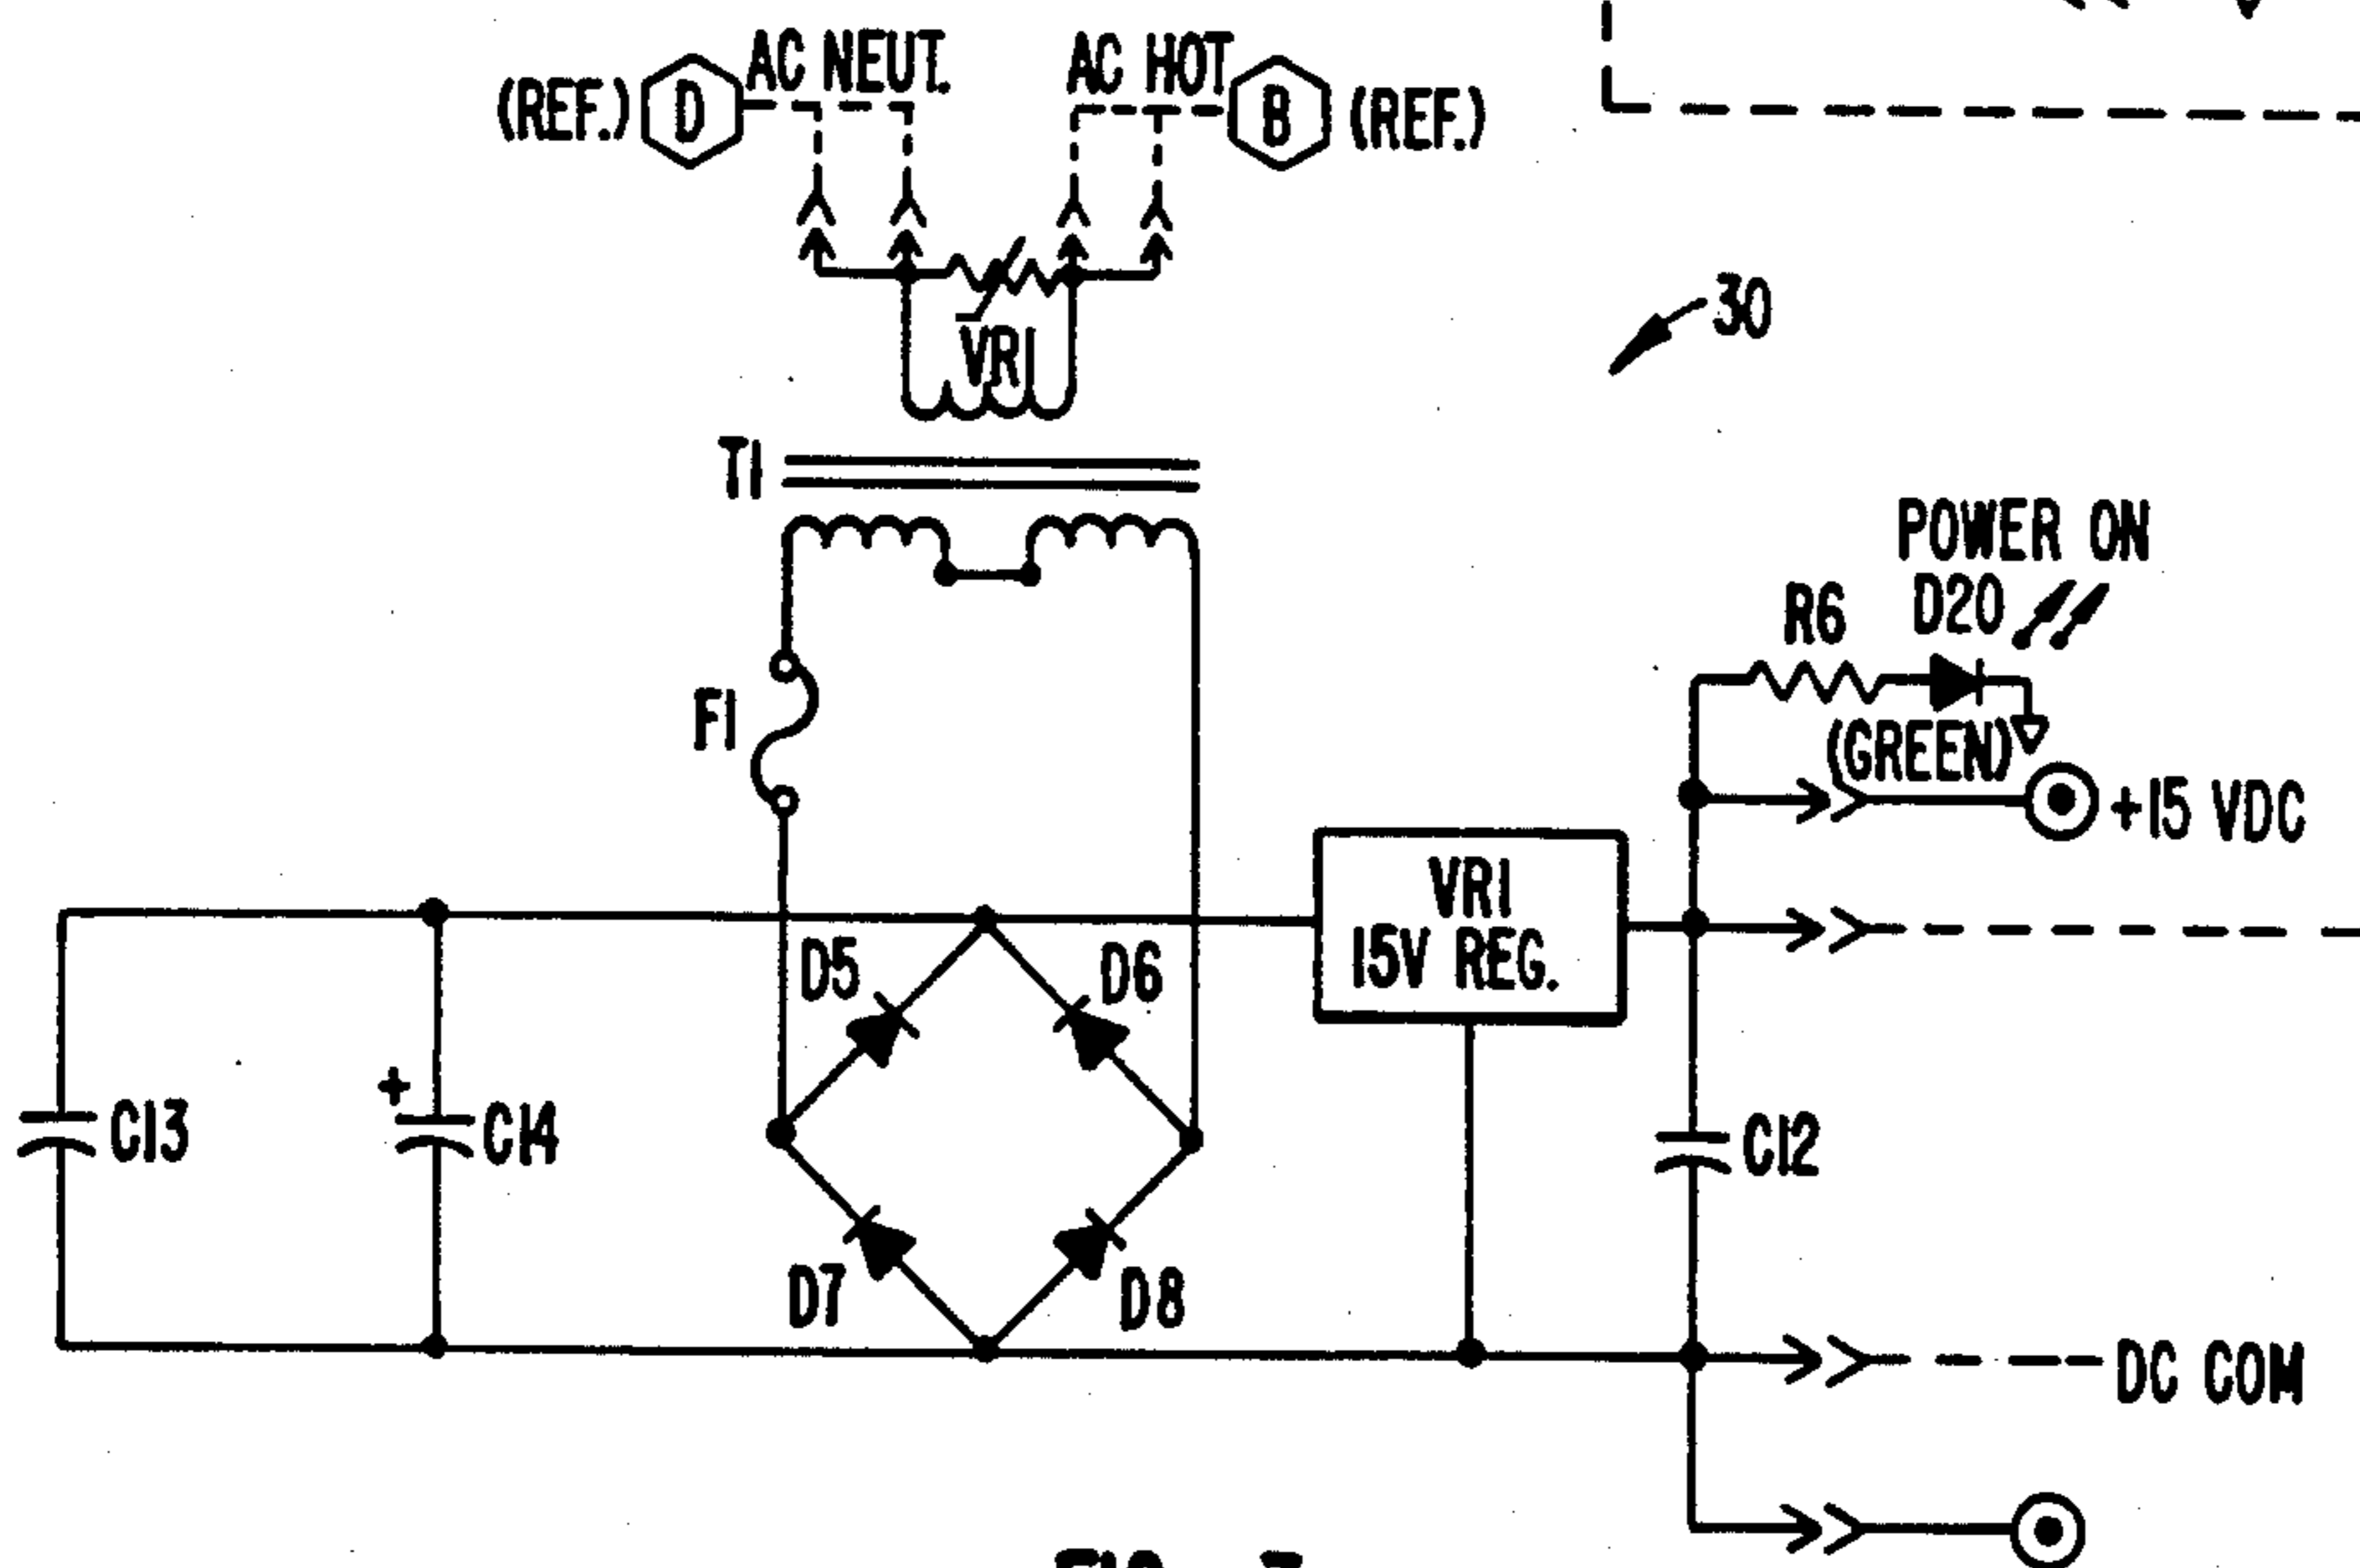 AC NEUT. AC HOT
(REF.) D B (REF.)
30
VR1
T1
POWER ON
R6 D20
F1
(GREEN)
+15 VDC
VR1
15V REG.
D5 D6
C13 C14 C12
+
D7 D8
DC COM